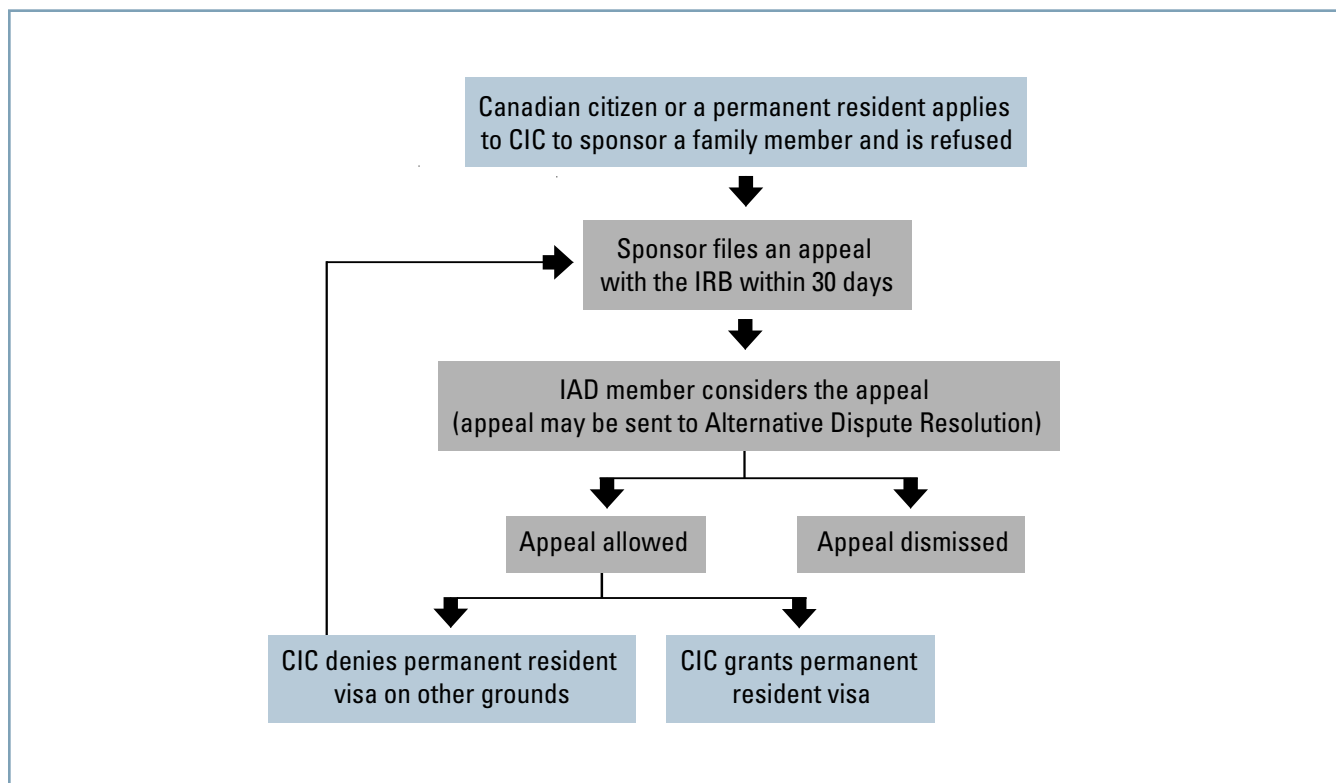 Canadian citizen or a permanent resident applies
to CIC to sponsor a family member and is refused
Sponsor files an appeal
with the IRB within 30 days
IAD member considers the appeal
(appeal may be sent to Alternative Dispute Resolution)
Appeal allowed
Appeal dismissed
CIC denies permanent resident
visa on other grounds
CIC grants permanent
resident visa